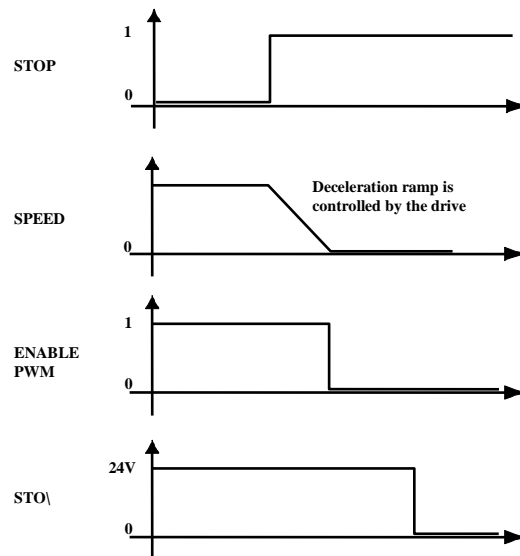 1
STOP
0
Deceleration ramp is
controlled by the drive
SPEED
0
1
ENABLE
PWM
0
24V
STO\
0